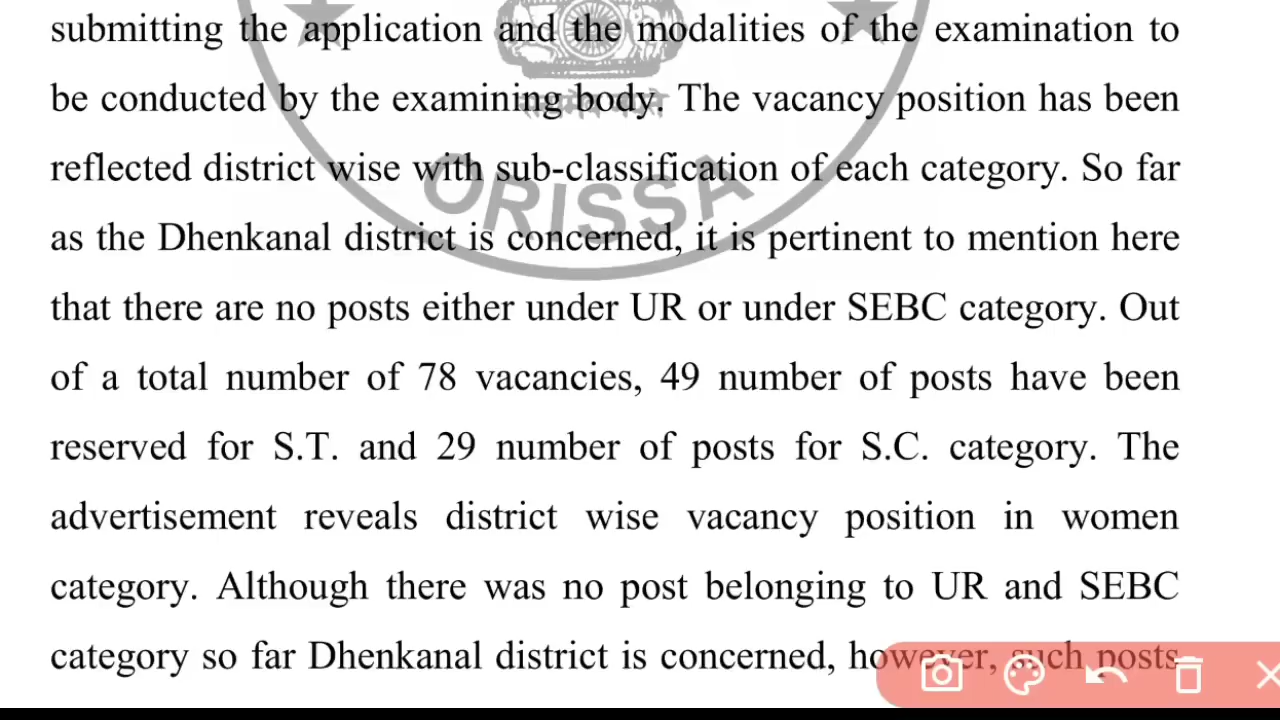 submitting the application and the modalities of the examination to
be conducted by the examining body. The vacancy position has been
reflected district wise with sub-classification of each category. So far
ORISSA
as the Dhenkanal district is concerned, it is pertinent to mention here
that there are no posts either under UR or under SEBC category. Out
of a total number of 78 vacancies, 49 number of posts have been
reserved for S.T. and 29 number of posts for S.C. category. The
advertisement reveals district wise vacancy position in women
category. Although there was no post belonging to UR and SEBC
category so far Dhenkanal district is concerned, however, such posts